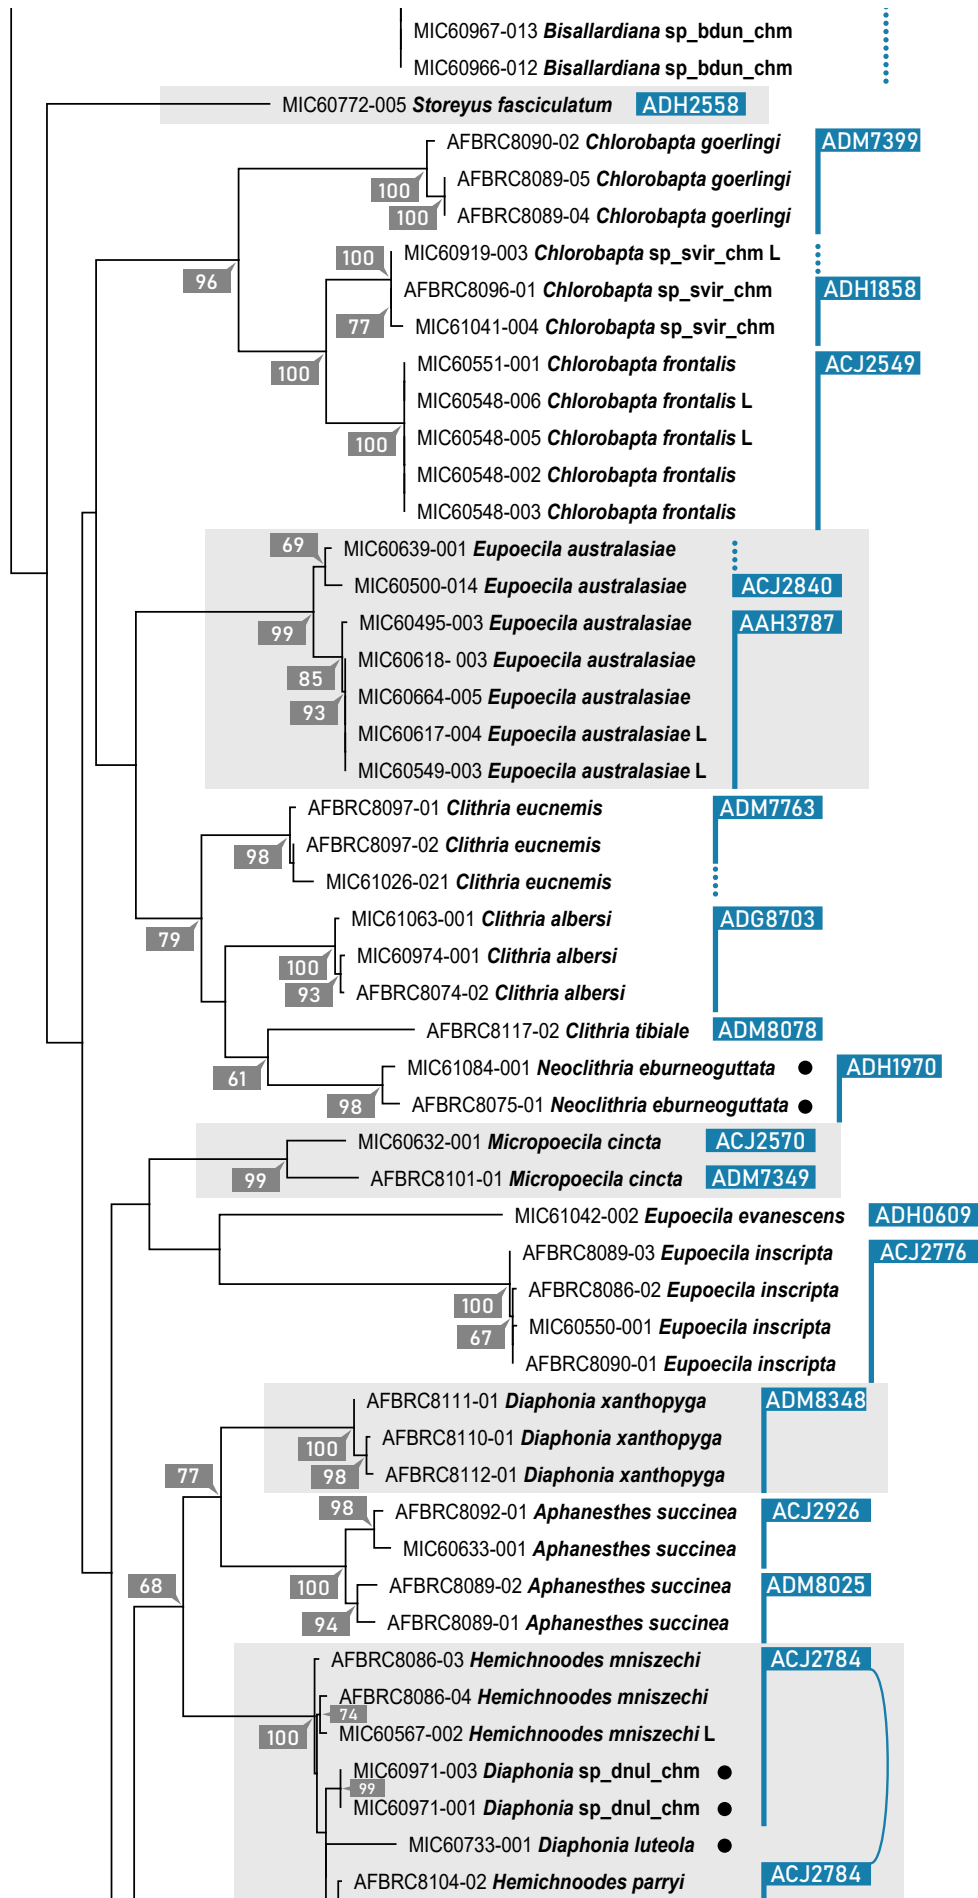 MIC60967-013 Bisallardiana sp_bdun_chm
MIC60966-012 Bisallardiana sp_bdun_chm
MIC60772-005 Storeyus fasciculatum ADH2558
AFBRC8090-02 Chlorobapta goerlingi ADM7399
AFBRC8089-05 Chlorobapta goerlingi
100
AFBRC8089-04 Chlorobapta goerlingi
100
MIC60919-003 Chlorobapta sp_svir_chm L
100
96
AFBRC8096-01 Chlorobapta sp_svir_chm ADH1858
MIC61041-004 Chlorobapta sp_svir_chm
77
MIC60551-001 Chlorobapta frontalis ACJ2549
100
MIC60548-006 Chlorobapta frontalis L
MIC60548-005 Chlorobapta frontalis L
100
MIC60548-002 Chlorobapta frontalis
MIC60548-003 Chlorobapta frontalis
69
MIC60639-001 Eupoecila australasiae
MIC60500-014 Eupoecila australasiae ACJ2840
MIC60495-003 Eupoecila australasiae AAH3787
99
MIC60618- 003 Eupoecila australasiae
85
MIC60664-005 Eupoecila australasiae
93
MIC60617-004 Eupoecila australasiae L
MIC60549-003 Eupoecila australasiae L
AFBRC8097-01 Clithria eucnemis ADM7763
AFBRC8097-02 Clithria eucnemis
98
MIC61026-021 Clithria eucnemis
MIC61063-001 Clithria albersi ADG8703
79
MIC60974-001 Clithria albersi
100
AFBRC8074-02 Clithria albersi
93
AFBRC8117-02 Clithria tibiale ADM8078
MIC61084-001 Neoclithria eburneoguttata ● ADH1970
61
AFBRC8075-01 Neoclithria eburneoguttata ●
98
MIC60632-001 Micropoecila cincta ACJ2570
AFBRC8101-01 Micropoecila cincta ADM7349
99
MIC61042-002 Eupoecila evanescens ADH0609
AFBRC8089-03 Eupoecila inscripta ACJ2776
AFBRC8086-02 Eupoecila inscripta
100
MIC60550-001 Eupoecila inscripta
67
AFBRC8090-01 Eupoecila inscripta
AFBRC8111-01 Diaphonia xanthopyga ADM8348
AFBRC8110-01 Diaphonia xanthopyga
100
AFBRC8112-01 Diaphonia xanthopyga
98
77
AFBRC8092-01 Aphanesthes succinea ACJ2926
98
MIC60633-001 Aphanesthes succinea
AFBRC8089-02 Aphanesthes succinea ADM8025
100
68
AFBRC8089-01 Aphanesthes succinea
94
AFBRC8086-03 Hemichnoodes mniszechi ACJ2784
AFBRC8086-04 Hemichnoodes mniszechi
74
MIC60567-002 Hemichnoodes mniszechi L
100
MIC60971-003 Diaphonia sp_dnul_chm ●
99
MIC60971-001 Diaphonia sp_dnul_chm ●
MIC60733-001 Diaphonia luteola ●
AFBRC8104-02 Hemichnoodes parryi ACJ2784